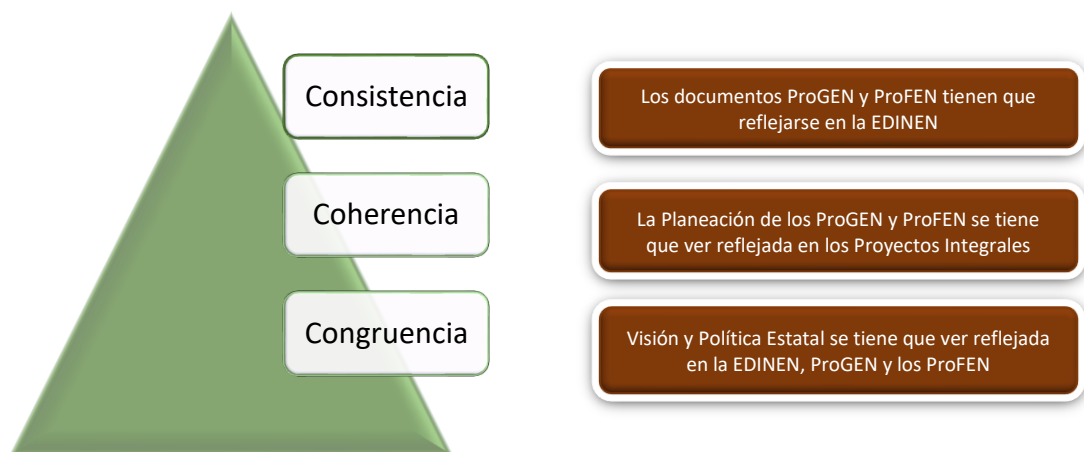 Consistencia
Los documentos ProGEN y ProFEN tienen que
reflejarse en la EDINEN
Coherencia
La Planeación de los ProGEN y ProFEN se tiene
que ver reflejada en los Proyectos Integrales
Congruencia
Visión y Política Estatal se tiene que ver reflejada
en la EDINEN, ProGEN y los ProFEN